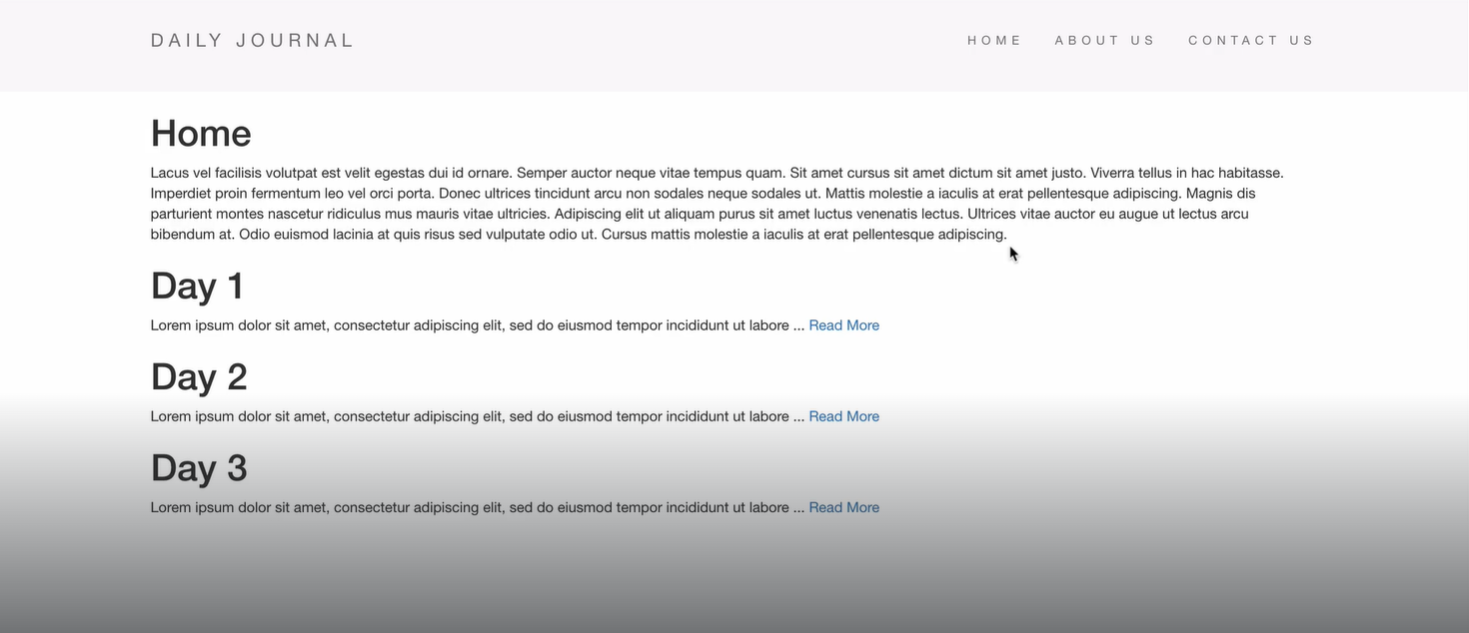 DAILY JOURNAL
HOME ABOUT US CONTACT US
Home
Lacus vel facilisis volutpat est velit egestas dui id ornare. Semper auctor neque vitae tempus quam. Sit amet cursus sit amet dictum sit amet justo. Viverra tellus in hac habitasse.
Imperdiet proin fermentum leo vel orci porta. Donec ultrices tincidunt arcu non sodales neque sodales ut. Mattis molestie a iaculis at erat pellentesque adipiscing. Magnis dis
parturient montes nascetur ridiculus mus mauris vitae ultricies. Adipiscing elit ut aliquam purus sit amet luctus venenatis lectus. Ultrices vitae auctor eu augue ut lectus arcu
bibendum at. Odio euismod lacinia at quis risus sed vulputate odio ut. Cursus mattis molestie a iaculis at erat pellentesque adipiscing.
Day 1
Lorem ipsum dolor sit amet, consectetur adipiscing elit, sed do eiusmod tempor incididunt ut labore ... Read More
Day 2
Lorem ipsum dolor sit amet, consectetur adipiscing elit, sed do eiusmod tempor incididunt ut labore ... Read More
Day 3
Lorem ipsum dolor sit amet, consectetur adipiscing elit, sed do eiusmod tempor incididunt ut labore ... Read More